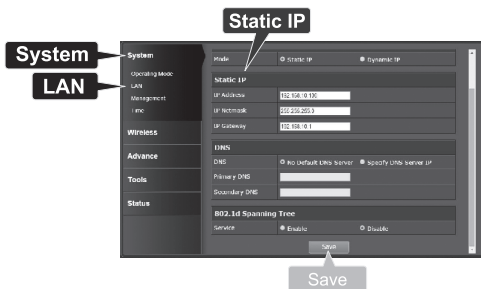 Static IP
System
LAN
System
Operating Mode
LAN
Management
Time
Wireless
Advance
Tools
Status
Mode Static IP Dynamic IP
Static IP
IP Address 192.168.10.100
IP Netmask 255.255.255.0
IP Gateway 192.168.10.1
DNS
DNS No Default DNS Server Specify DNS Server IP
Primary DNS
Secondary DNS
802.1d Spanning Tree
Service Enable Disable
Save
Save